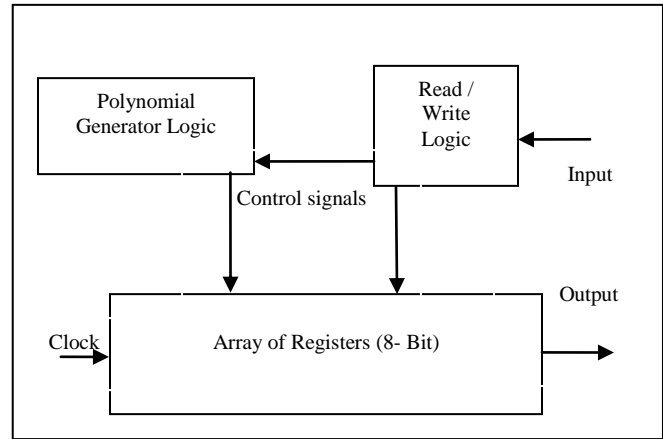 Polynomial
Generator Logic
Read /
Write
Logic
Input
Control signals
Output
Clock
Array of Registers (8- Bit)